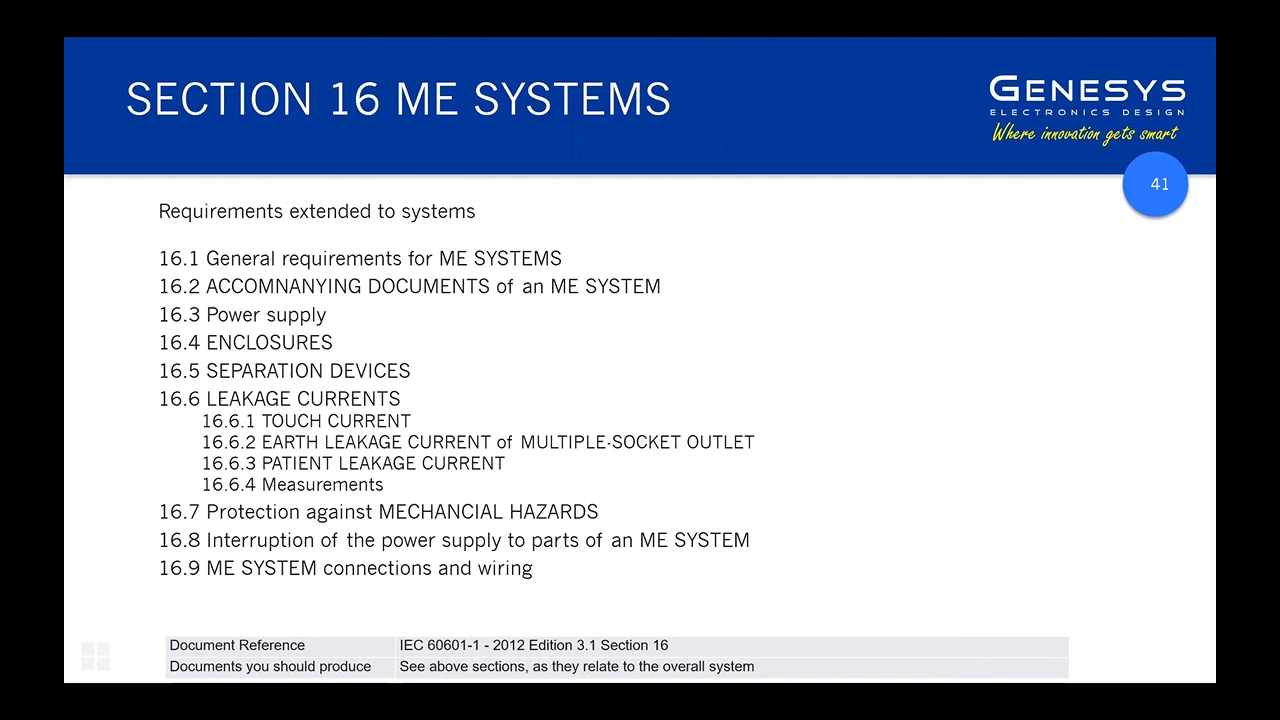 SECTION 16 ME SYSTEMS
GENESYS
ELECTRONICS DESIGN
Where innovation gets smart
41
Requirements extended to systems
16.1 General requirements for ME SYSTEMS
16.2 ACCOMNANYING DOCUMENTS of an ME SYSTEM
16.3 Power supply
16.4 ENCLOSURES
16.5 SEPARATION DEVICES
16.6 LEAKAGE CURRENTS
16.6.1 TOUCH CURRENT
16.6.2 EARTH LEAKAGE CURRENT of MULTIPLE-SOCKET OUTLET
16.6.3 PATIENT LEAKAGE CURRENT
16.6.4 Measurements
16.7 Protection against MECHANCIAL HAZARDS
16.8 Interruption of the power supply to parts of an ME SYSTEM
16.9 ME SYSTEM connections and wiring
Document Reference IEC 60601-1 - 2012 Edition 3.1 Section 16
Documents you should produce See above sections, as they relate to the overall system